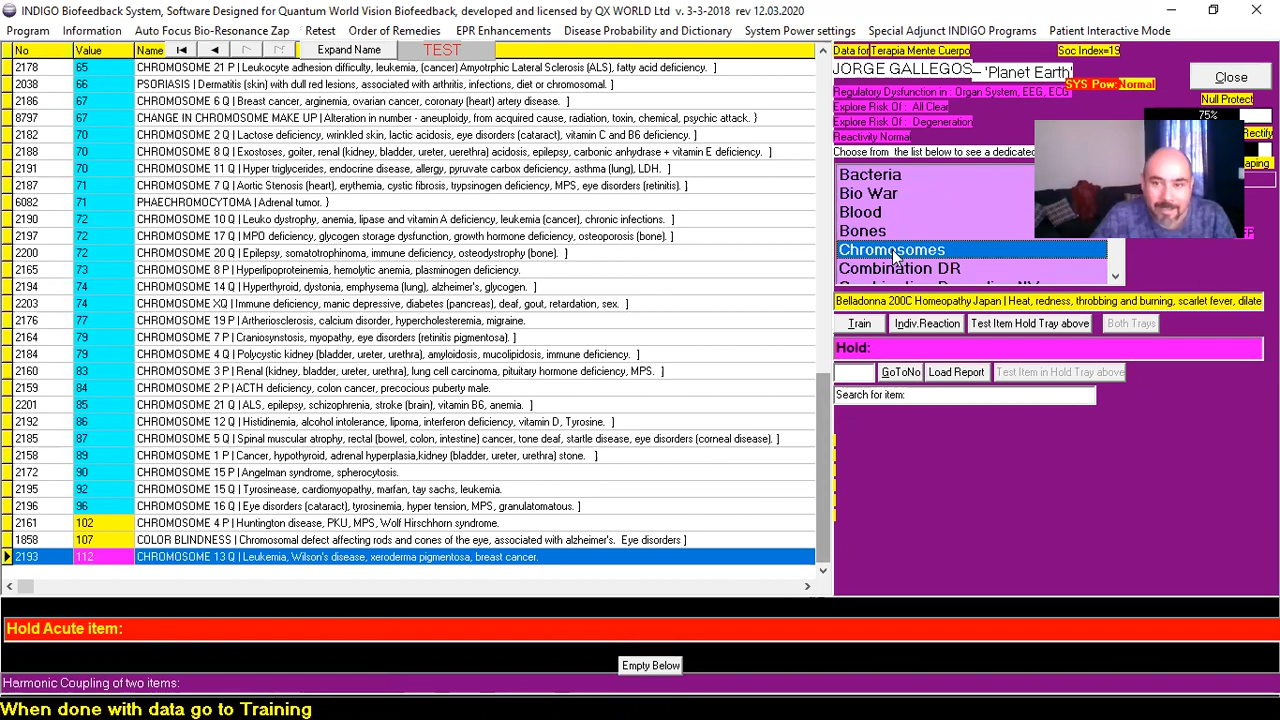 INDIGO Biofeedback System, Software Designed for Quantum World Vision Biofeedback, developed and licensed by QX WORLD Ltd v. 3-3-2018 rev 12.03.2020
Program Information Auto Focus Bio-Resonance Zap Retest Order of Remedies EPR Enhancements Disease Probability and Dictionary System Power settings Special Adjunct INDIGO Programs Patient Interactive Mode
No Value Name Expand Name TEST
2178 65 CHROMOSOME 21 P | Leukocyte adhesion difficulty, leukemia, (cancer) Amyotrphic Lateral Sclerosis (ALS), fatty acid deficiency. ]
2038 66 PSORIASIS | Dermatitis (skin) with dull red lesions, associated with arthritis, infections, diet or chromosomal. ]
2186 67 CHROMOSOME 6 Q | Breast cancer, arginemia, ovarian cancer, coronary (heart) artery disease.
8797 67 CHANGE IN CHROMOSOME MAKE UP | Alteration in number - aneuploidy, from acquired cause, radiation, toxin, chemical, psychic attack. }
2182 70 CHROMOSOME 2 Q | Lactase deficiency, wrinkled skin, lactic acidosis, eye disorders (cataract), vitamin C and B6 deficiency. ]
2188 70 CHROMOSOME 8 Q | Exostoses, goiter, renal (kidney, bladder, ureter, uerethra) acidosis, epilepsy, carbonic anhydrase + vitamin E deficiency. ]
2191 70 CHROMOSOME 11 Q | Hyper triglycerides, endocrine disease, allergy, pyruvate carbox deficiency, asthma (lung), LDH. ]
2187 71 CHROMOSOME 7 Q | Aortic Stenosis (heart), erythemia, cystic fibrosis, typsinogen deficiency, MPS, eye disorders (retinitis). ]
6082 71 PHAECHROMOCYTOMA | Adrenal tumor. }
2190 72 CHROMOSOME 10 Q | Leuko dystrophy, anemia, lipase and vitamin A deficiency, leukemia (cancer), chronic infections. ]
2197 72 CHROMOSOME 17 Q | MPO deficiency, glycogen storage dysfunction, growth hormone deficiency, osteoporosis (bone). ]
2200 72 CHROMOSOME 20 Q | Epilepsy, somatotrophinoma, immune deficiency, osteodystrophy (bone). ]
2165 73 CHROMOSOME 8 P | Hyperlipoproteinemia, hemolytic anemia, plasminogen deficiency.
2194 74 CHROMOSOME 14 Q | Hyperthyroid, dystonia, emphysema (lung), alzheimer's, glycogen. ]
2203 74 CHROMOSOME XQ | Immune deficiency, manic depressive, diabetes (pancreas), deaf, gout, retardation, sex. ]
2176 77 CHROMOSOME 19 P | Artheriosclerosis, calcium disorder, hypercholesteremia, migraine.
2164 79 CHROMOSOME 7 P | Craniosynstosis, myopathy, eye disorders (retinitis pigmentosa). ]
2184 79 CHROMOSOME 4 Q | Polycystic kidney (bladder, ureter, urethra), amyloidosis, mucolipidosis, immune deficiency. ]
2160 83 CHROMOSOME 3 P | Renal (kidney, bladder, ureter, urethra), lung cell carcinoma, pituitary hormone deficiency, MPS. ]
2159 84 CHROMOSOME 2 P | ACTH deficiency, colon cancer, precocious puberty male.
2201 85 CHROMOSOME 21 Q | ALS, epilepsy, schizophrenia, stroke (brain), vitamin B6, anemia. ]
2192 86 CHROMOSOME 12 Q | Histidinemia, alcohol intolerance, lipoma, interferon deficiency, vitamin D, Tyrosine. ]
2185 87 CHROMOSOME 5 Q | Spinal muscular atrophy, rectal (bowel, colon, intestine) cancer, tone deaf, startle disease, eye disorders (corneal disease). ]
2158 89 CHROMOSOME 1 P | Cancer, hypothyroid, adrenal hyperplasia,kidney (bladder, ureter, urethra) stone. ]
2172 90 CHROMOSOME 15 P | Angelman syndrome, spherocytosis.
2195 92 CHROMOSOME 15 Q | Tyrosinease, cardiomyopathy, marfan, tay sachs, leukemia.
2196 96 CHROMOSOME 16 Q | Eye disorders (cataract), tyrosinemia, hyper tension, MPS, granulatomas. ]
2161 102 CHROMOSOME 4 P | Huntington disease, PKU, MPS, Wolf Hirschhorn syndrome.
1858 107 COLOR BLINDNESS | Chromosomal defect affecting rods and cones of the eye, associated with alzheimer's. Eye disorders ]
2193 112 CHROMOSOME 13 Q | Leukemia, Wilson's disease, xeroderma pigmentosa, breast cancer.
Data for Terapia Mente Cuerpo Soc Index=19
JORGE GALLEGOS – 'Planet Earth'
SYS Pow: Normal
Close
Regulatory Dysfunction in : Organ System, EEG, ECG
Null Protect
Explore Risk Of : All Clear
75%
Explore Risk Of : Degeneration
Rectify
Reactivity Normal
Choose from the list below to see a dedicated
aping
Bacteria
Bio War
Blood
Bones
Chromosomes
Combination DR
Belladonna 200C Homeopathy Japan | Heat, redness, throbbing and burning, scarlet fever, dilate
Train Indiv.Reaction Test Item Hold Tray above Both Trays
Hold:
GoToNo Load Report Test Item in Hold Tray above
Search for item:
Hold Acute item:
Empty Below
Harmonic Coupling of two items:
When done with data go to Training